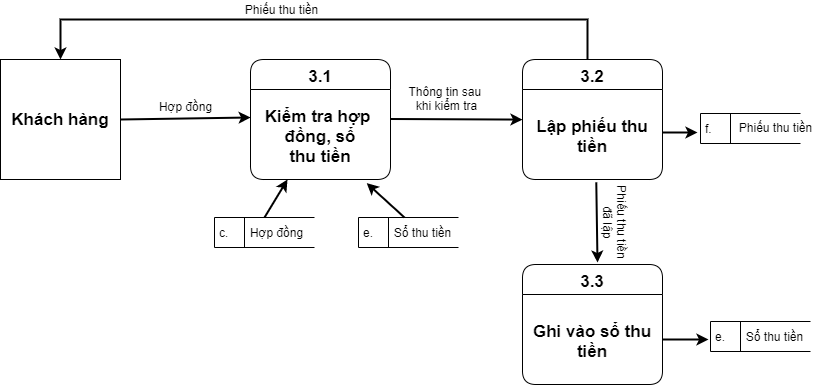 Phiếu thu tiền
3.1
3.2
Khách hàng
Hợp đồng
Kiểm tra hợp
đồng, sổ
thu tiền
Thông tin sau
khi kiểm tra
Lập phiếu thu
tiền
f.
Phiếu thu tiền
c.
Hợp đồng
e.
Sổ thu tiền
Phiếu thu tiền
đã lập
3.3
Ghi vào sổ thu
tiền
e.
Sổ thu tiền